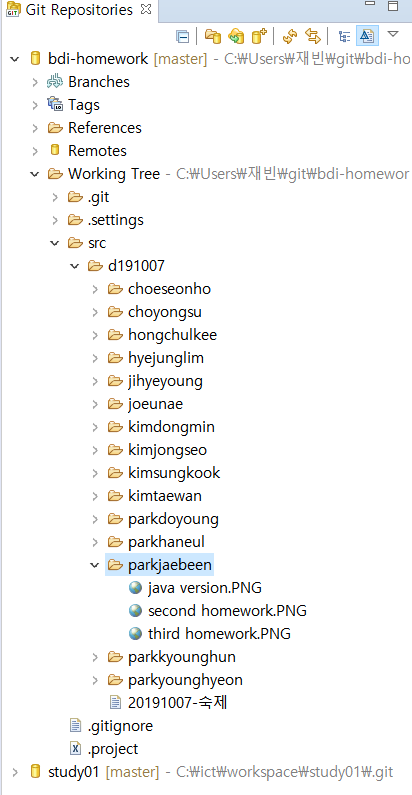 Git Repositories
bdi-homework [master] - C:₩Users₩재빈₩git₩bdi-ho
Branches
Tags
References
Remotes
Working Tree - C:₩Users₩재빈₩git₩bdi-homewor
.git
.settings
src
d191007
choeseonho
choyongsu
hongchulkee
hyejunglim
jihyeyoung
joeunae
kimdongmin
kimjongseo
kimsungkook
kimtaewan
parkdoyoung
parkhaneul
parkjaebeen
java version.PNG
second homework.PNG
third homework.PNG
parkkyounghun
parkyounghyeon
20191007-숙제
.gitignore
.project
study01 [master] - C:₩ict₩workspace₩study01₩.git